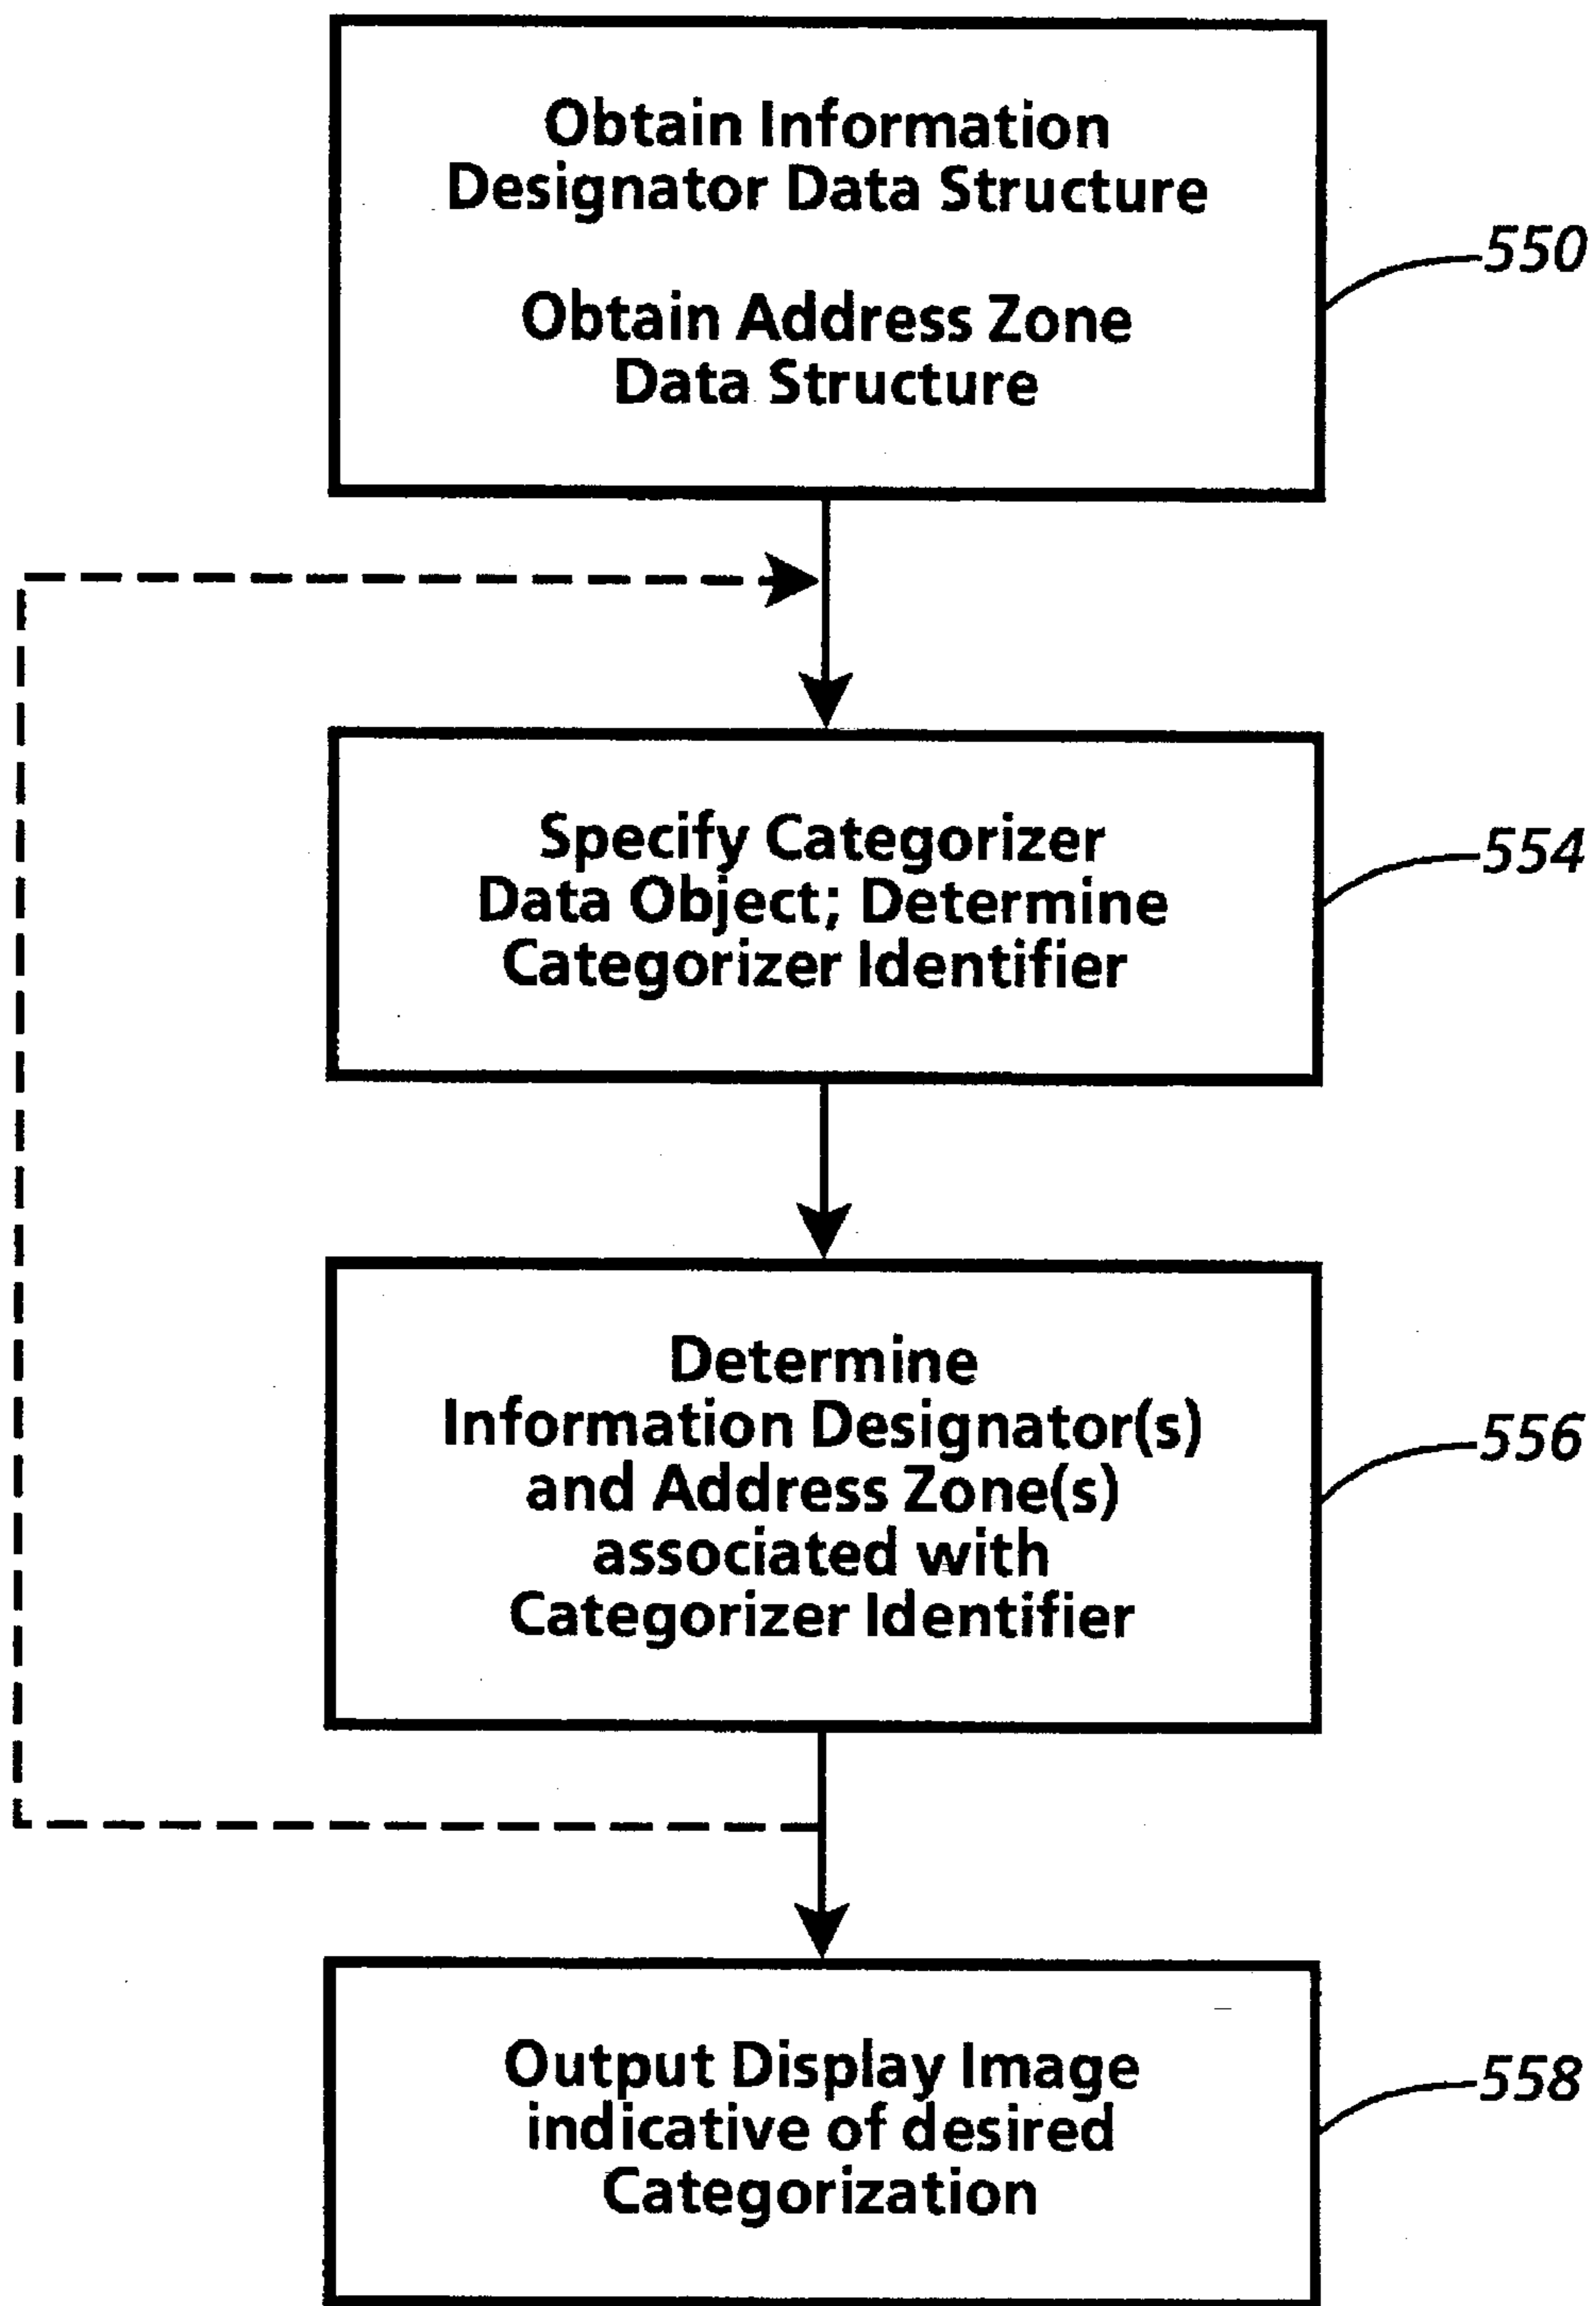 Obtain Information
Designator Data Structure
Obtain Address Zone
Data Structure
550
Specify Categorizer
Data Object; Determine
Categorizer Identifier
554
Determine
Information Designator(s)
and Address Zone(s)
associated with
Categorizer Identifier
556
Output Display Image
indicative of desired
Categorization
558